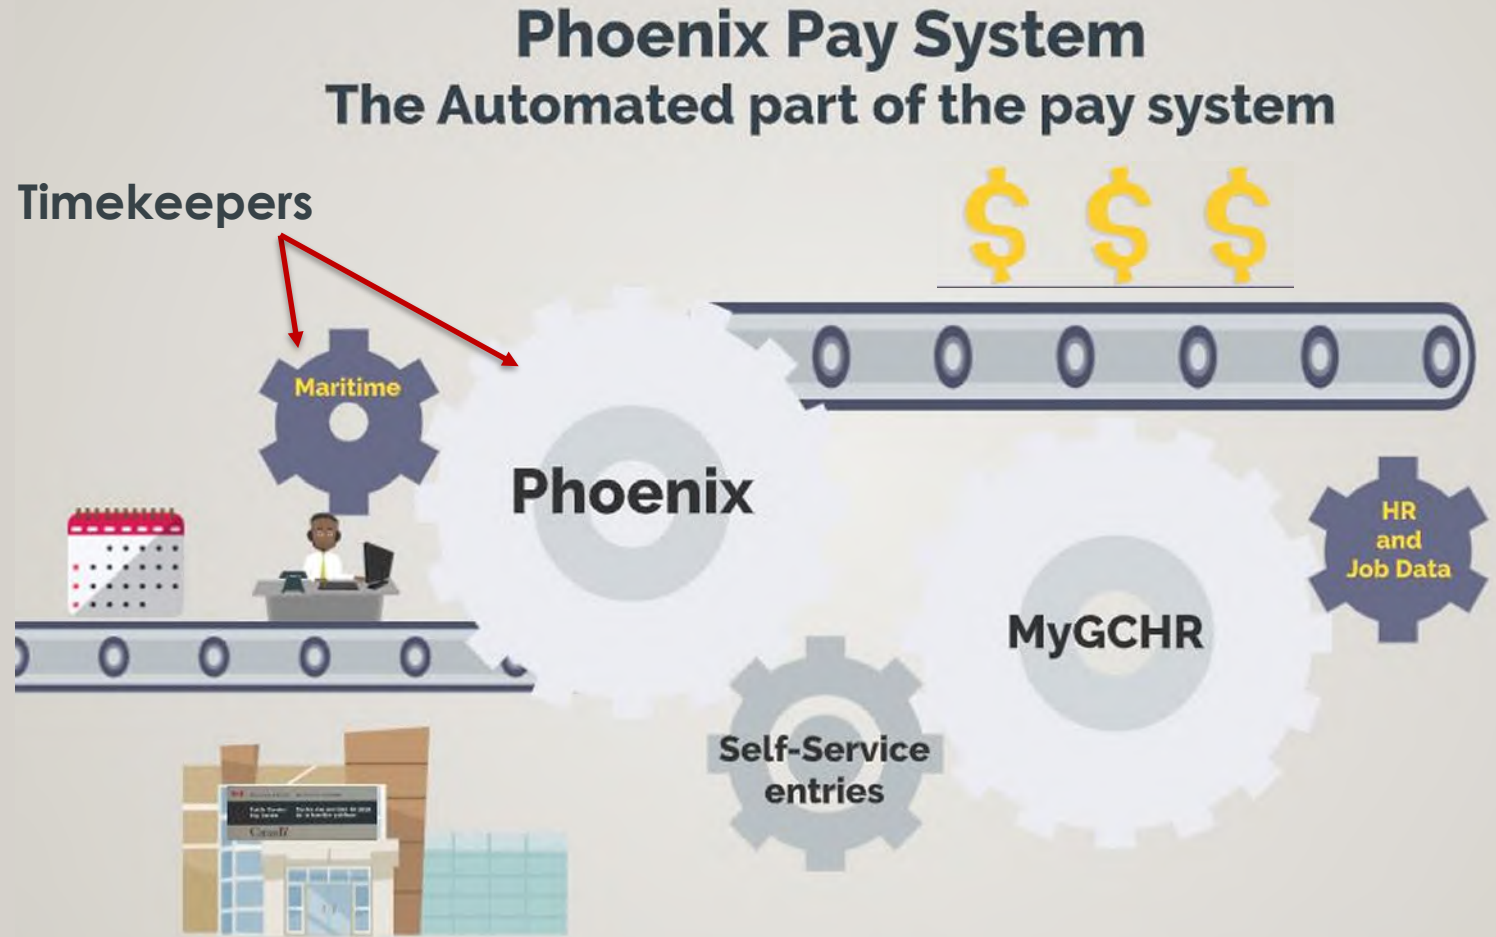 Phoenix Pay System
The Automated part of the pay system
Timekeepers
Maritime
Phoenix
HR
and
Job Data
MyGCHR
Self-Service
entries
Canada